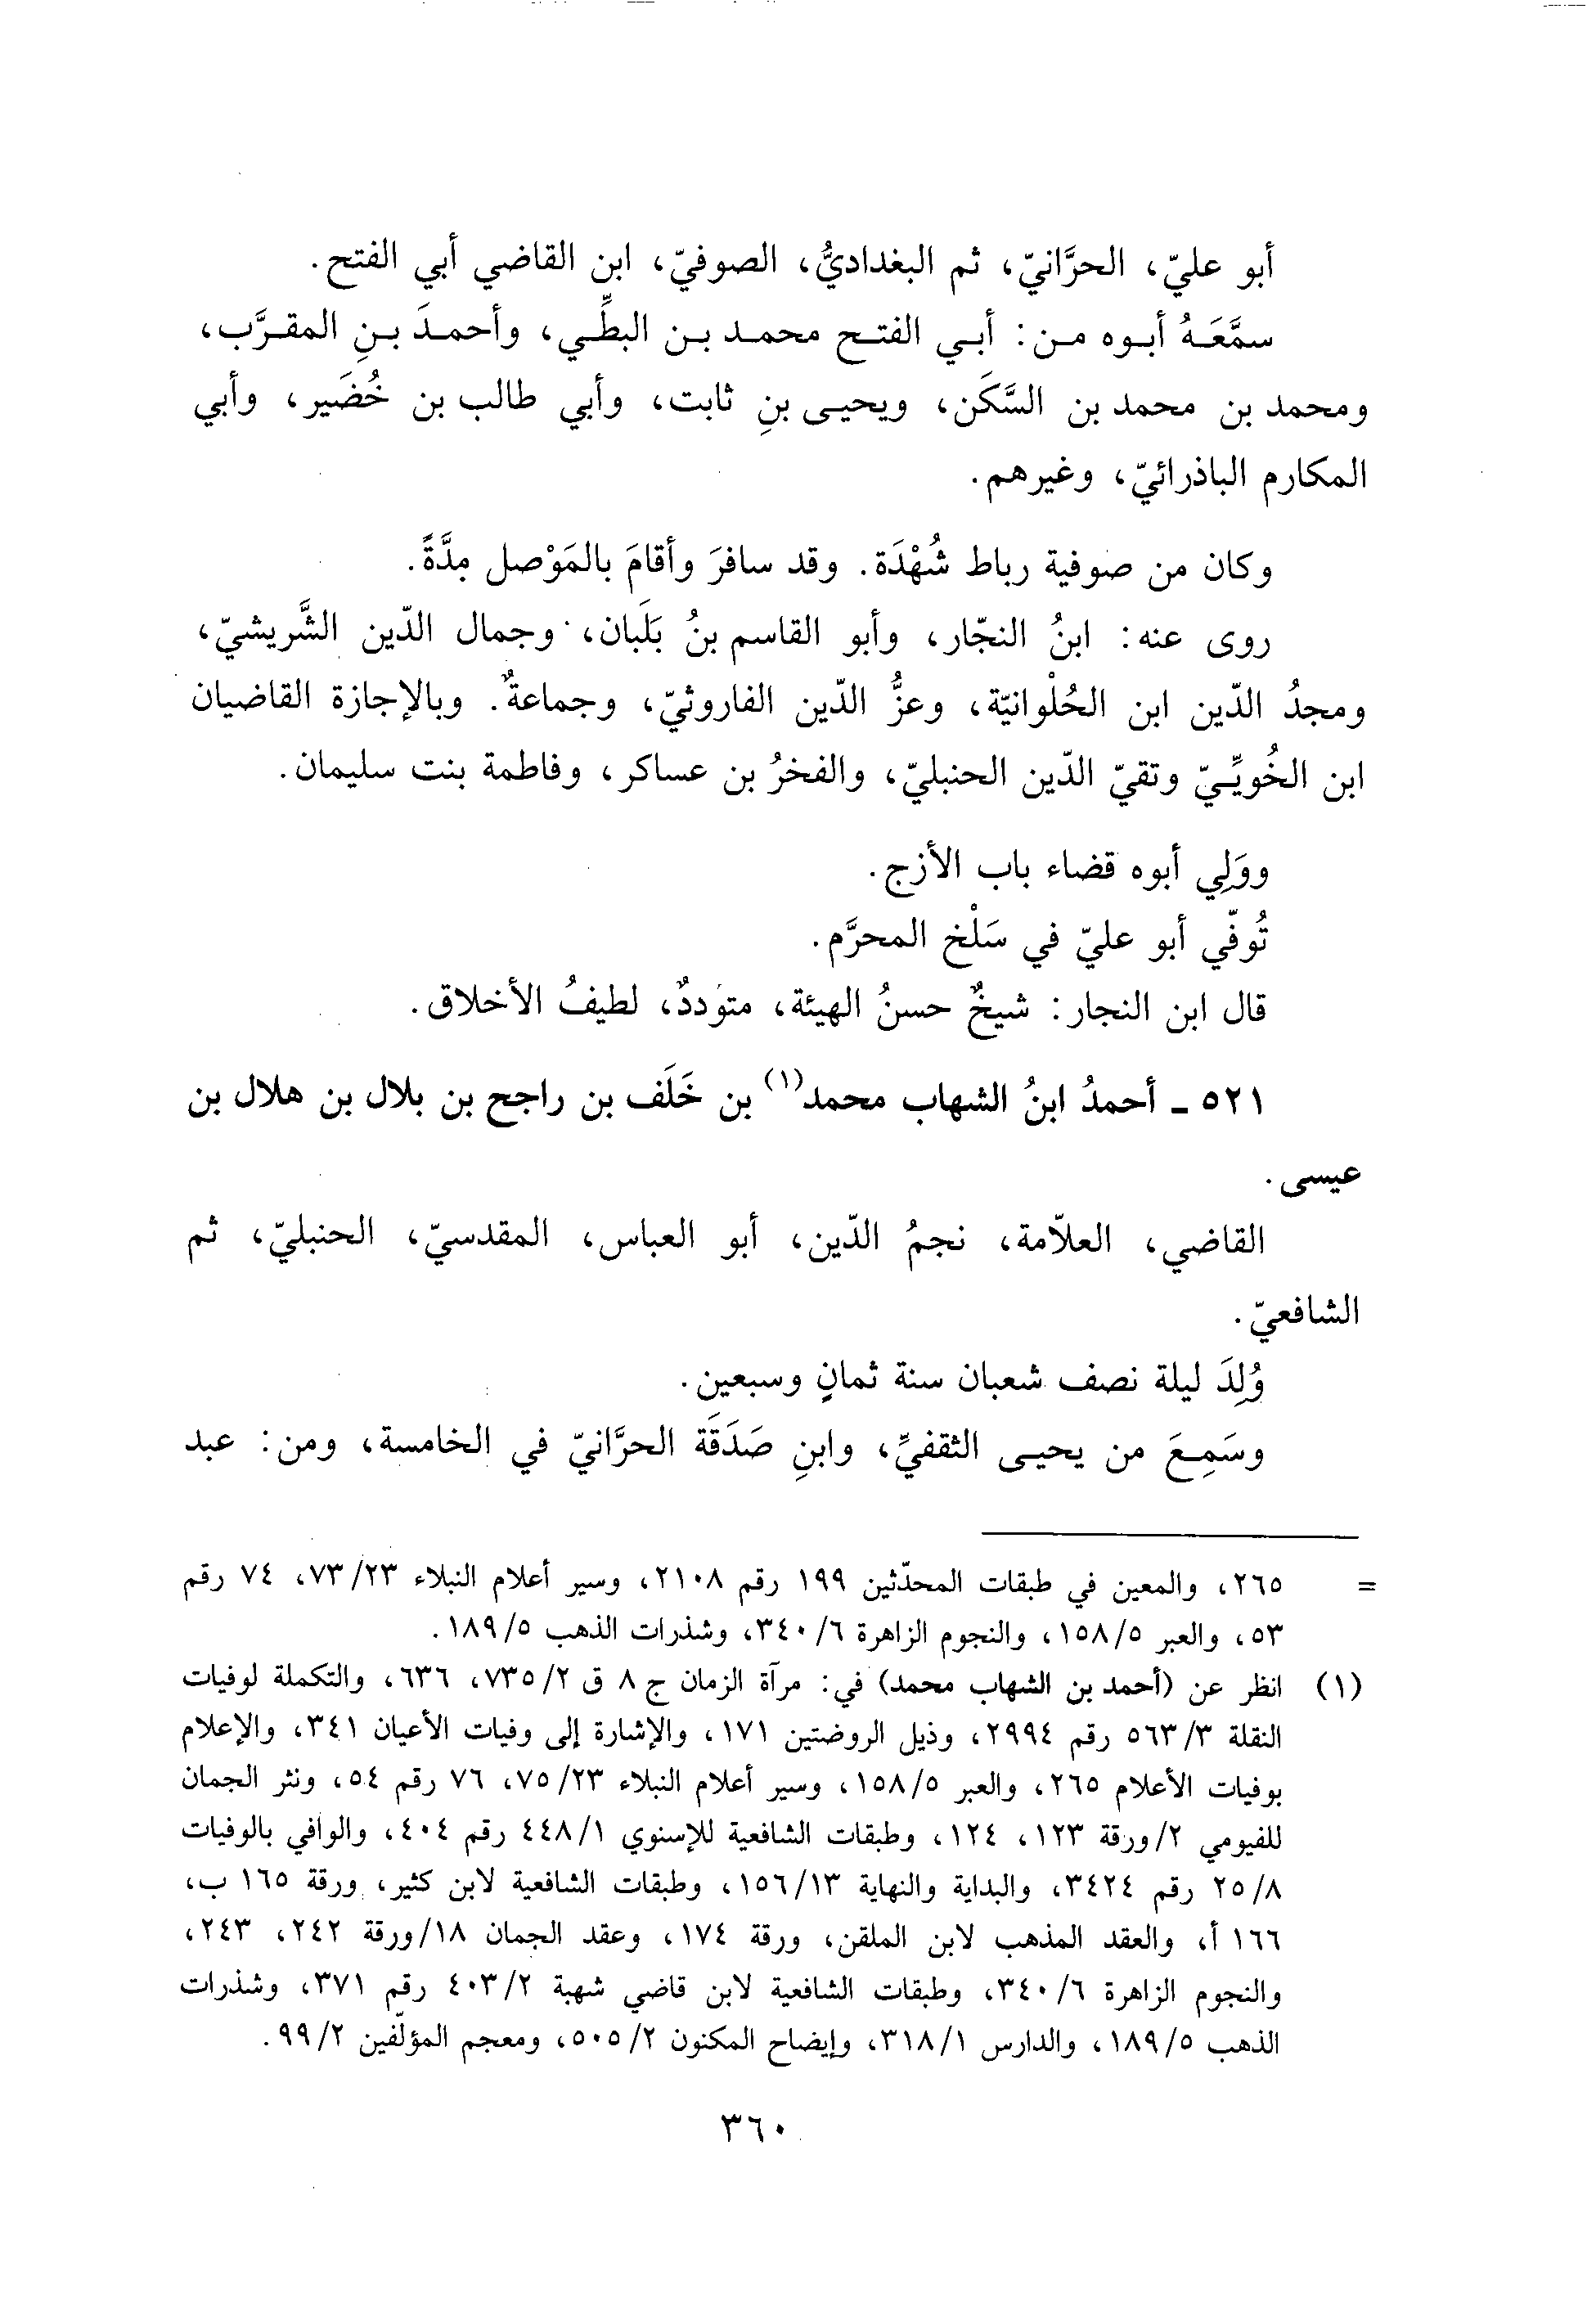 أبو عليّ، الحرَّانيّ، ثم البغداديُّ، الصوفيّ، ابن القاضي أبي الفتح.
سمَّعَهُ أبوه من: أبي الفتح محمد بن البطِّي، وأحمدَ بنِ المقرَّب،
ومحمد بن محمد بن السَّكَن، ويحيى بنِ ثابت، وأبي طالب بن خُضَير، وأبي
المكارم الباذرائيّ، وغيرهم.
وكان من صوفية رباط شُهْدَة. وقد سافرَ وأقامَ بالمَوْصل مدَّةً.
روى عنه: ابنُ النجّار، وأبو القاسم بنُ بَلَبان، وجمال الدّين الشَّريشيّ،
ومجدُ الدّين ابن الحُلْوانيّة، وعزُّ الدّين الفاروثيّ، وجماعةٌ. وبالإجازة القاضيان
ابن الخُويِّيّ وتقيّ الدّين الحنبليّ، والفخرُ بن عساكر، وفاطمة بنت سليمان.
ووَلِي أبوه قضاء باب الأزج.
تُوفّي أبو عليّ في سَلْخ المحرَّم.
قال ابن النجار: شيخٌ حسنُ الهيئة، متوددٌ، لطيفُ الأخلاق.
٥٢١ ـ أحمدُ ابنُ الشهاب محمد(١) بن خَلَف بن راجح بن بلال بن هلال بن
عيسى.
القاضي، العلاّمة، نجمُ الدّين، أبو العباس، المقدسيّ، الحنبليّ، ثم
الشافعيّ.
وُلِدَ ليلة نصف شعبان سنة ثمانٍ وسبعين.
وسَمِعَ من يحيى الثقفيِّ، وابنِ صَدَقَة الحرَّانيّ في الخامسة، ومن: عبد
= ٢٦٥، والمعين في طبقات المحدّثين ١٩٩ رقم ٢١٠٨، وسير أعلام النبلاء ٧٣/٢٣، ٧٤ رقم
٥٣، والعبر ١٥٨/٥، والنجوم الزاهرة ٣٤٠/٦، وشذرات الذهب ١٨٩/٥.
(١) انظر عن (أحمد بن الشهاب محمد) في: مرآة الزمان ج ٨ ق ٧٣٥/٢، ٦٣٦، والتكملة لوفيات
النقلة ٥٦٣/٣ رقم ٢٩٩٤، وذيل الروضتين ١٧١، والإشارة إلى وفيات الأعيان ٣٤١، والإعلام
بوفيات الأعلام ٢٦٥، والعبر ١٥٨/٥، وسير أعلام النبلاء ٧٥/٢٣، ٧٦ رقم ٥٤، ونثر الجمان
للفيومي ٢/ورقة ١٢٣، ١٢٤، وطبقات الشافعية للإسنوي ٤٤٨/١ رقم ٤٠٤، والوافي بالوفيات
٢٥/٨ رقم ٣٤٢٤، والبداية والنهاية ١٥٦/١٣، وطبقات الشافعية لابن كثير، ورقة ١٦٥ ب،
١٦٦ أ، والعقد المذهب لابن الملقن، ورقة ١٧٤، وعقد الجمان ١٨/ورقة ٢٤٢، ٢٤٣،
والنجوم الزاهرة ٣٤٠/٦، وطبقات الشافعية لابن قاضي شهبة ٤٠٣/٢ رقم ٣٧١، وشذرات
الذهب ١٨٩/٥، والدارس ٣١٨/١، وإيضاح المكنون ٥٠٥/٢، ومعجم المؤلّفين ٩٩/٢.
٣٦٠